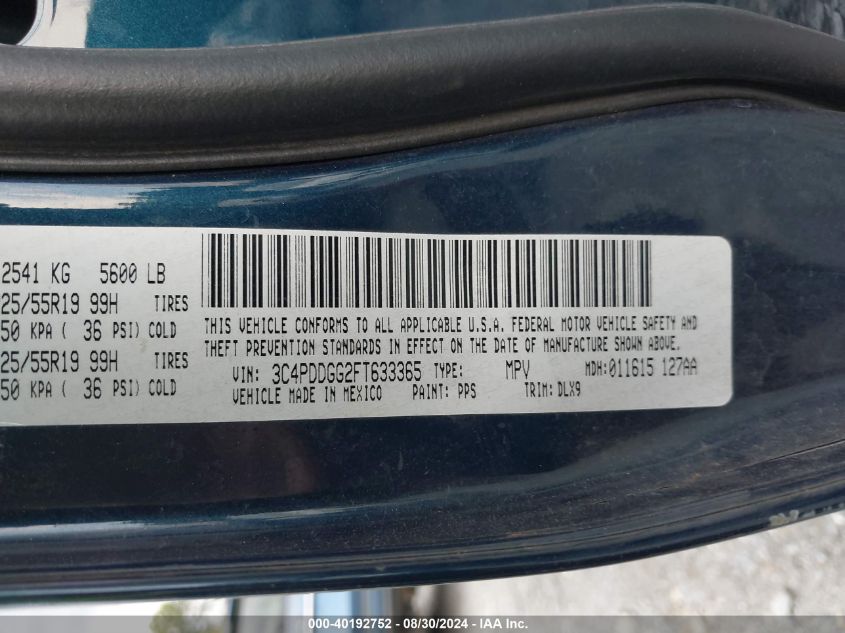 2541 KG 5600 LB
25/55R19 99H TIRES
50 KPA ( 36 PSI) COLD
25/55R19 99H TIRES
50 KPA ( 36 PSI) COLD
THIS VEHICLE CONFORMS TO ALL APPLICABLE U.S.A. FEDERAL MOTOR VEHICLE SAFETY AND
THEFT PREVENTION STANDARDS IN EFFECT ON THE DATE OF MANUFACTURE SHOWN ABOVE.
VIN: 3C4PDDGG2FT633365 TYPE: MPV MDH:011615 127AA
VEHICLE MADE IN MEXICO PAINT: PPS TRIM: DLX9
000-40192752 - 08/30/2024 - IAA Inc.